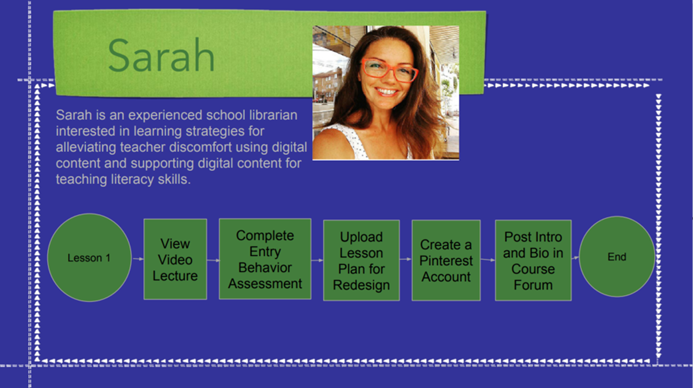 Sarah
Sarah is an experienced school librarian
interested in learning strategies for
alleviating teacher discomfort using digital
content and supporting digital content for
teaching literacy skills.
Lesson 1
View
Video
Lecture
Complete
Entry
Behavior
Assessment
Upload
Lesson
Plan for
Redesign
Create a
Pinterest
Account
Post Intro
and Bio in
Course
Forum
End